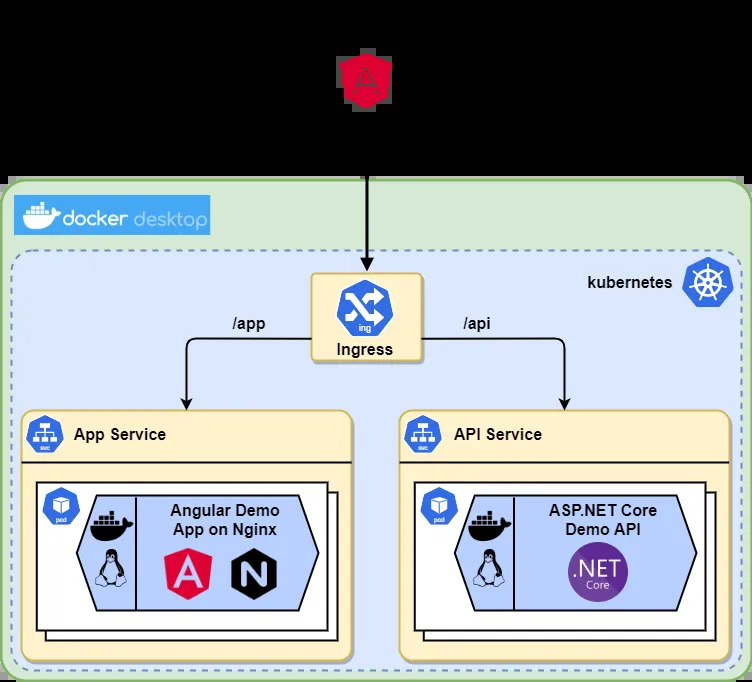 docker desktop
kubernetes
ing
Ingress
/app
/api
svc
App Service
svc
API Service
pod
Angular Demo
App on Nginx
A
N
pod
ASP.NET Core
Demo API
.NET
Core